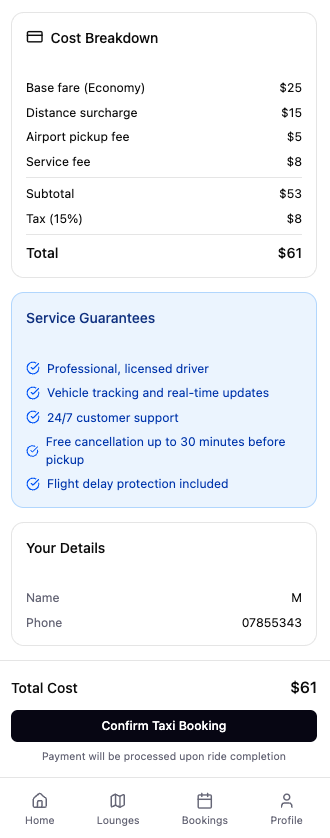 Cost Breakdown
Base fare (Economy) $25
Distance surcharge $15
Airport pickup fee $5
Service fee $8
Subtotal $53
Tax (15%) $8
Total $61
Service Guarantees
Professional, licensed driver
Vehicle tracking and real-time updates
24/7 customer support
Free cancellation up to 30 minutes before
pickup
Flight delay protection included
Your Details
Name M
Phone 07855343
Total Cost $61
Confirm Taxi Booking
Payment will be processed upon ride completion
Home Lounges Bookings Profile